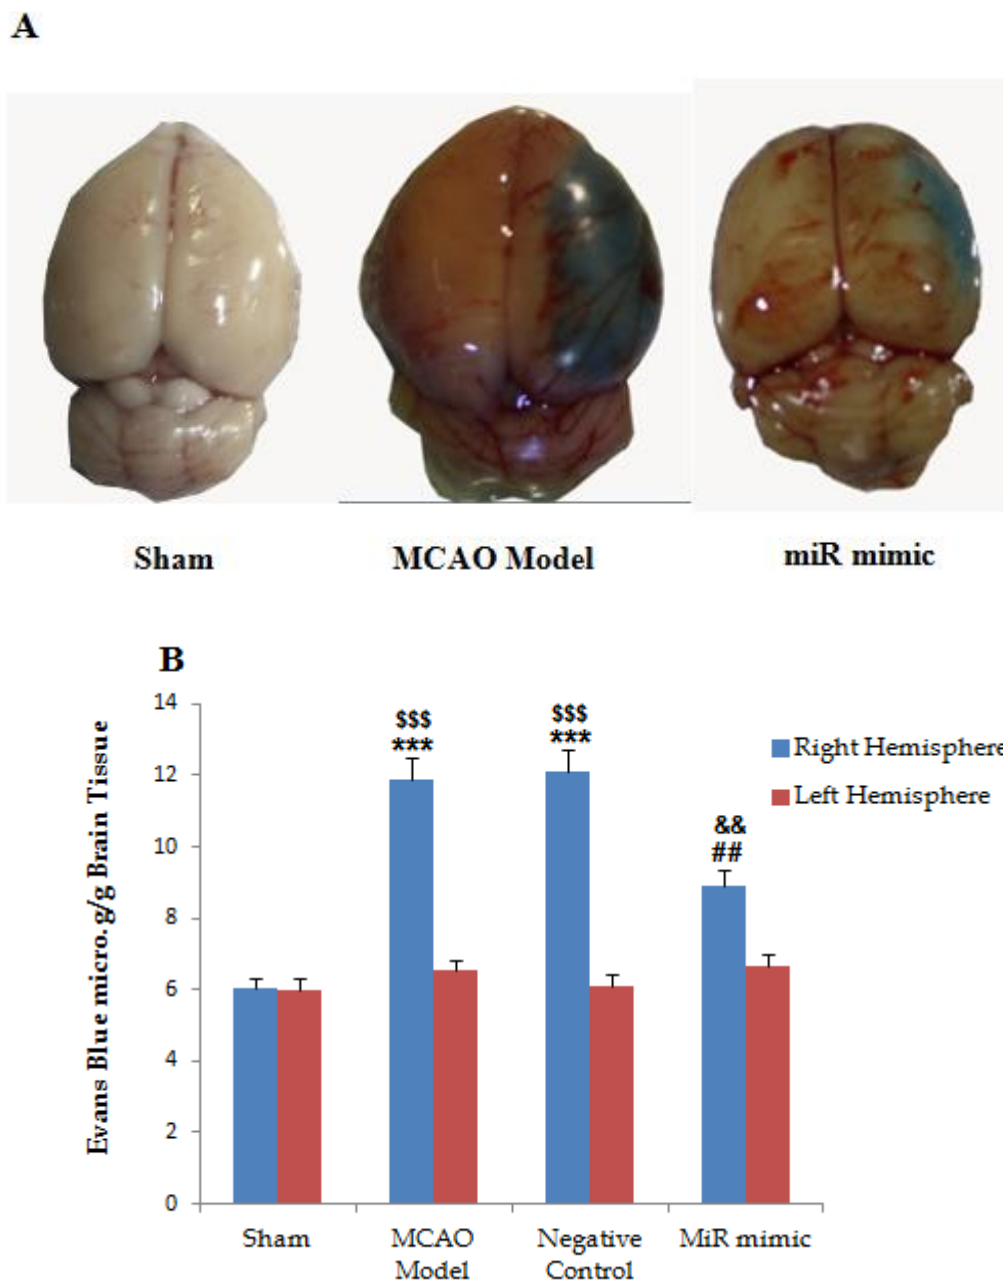 A
Sham
MCAO Model
miR mimic
B
Evans Blue micro.g/g Brain Tissue
14
12
10
8
6
4
2
0
$$$
***
$$$
***
&&
##
Right Hemisphere
Left Hemisphere
Sham
MCAO
Model
Negative
Control
MiR mimic